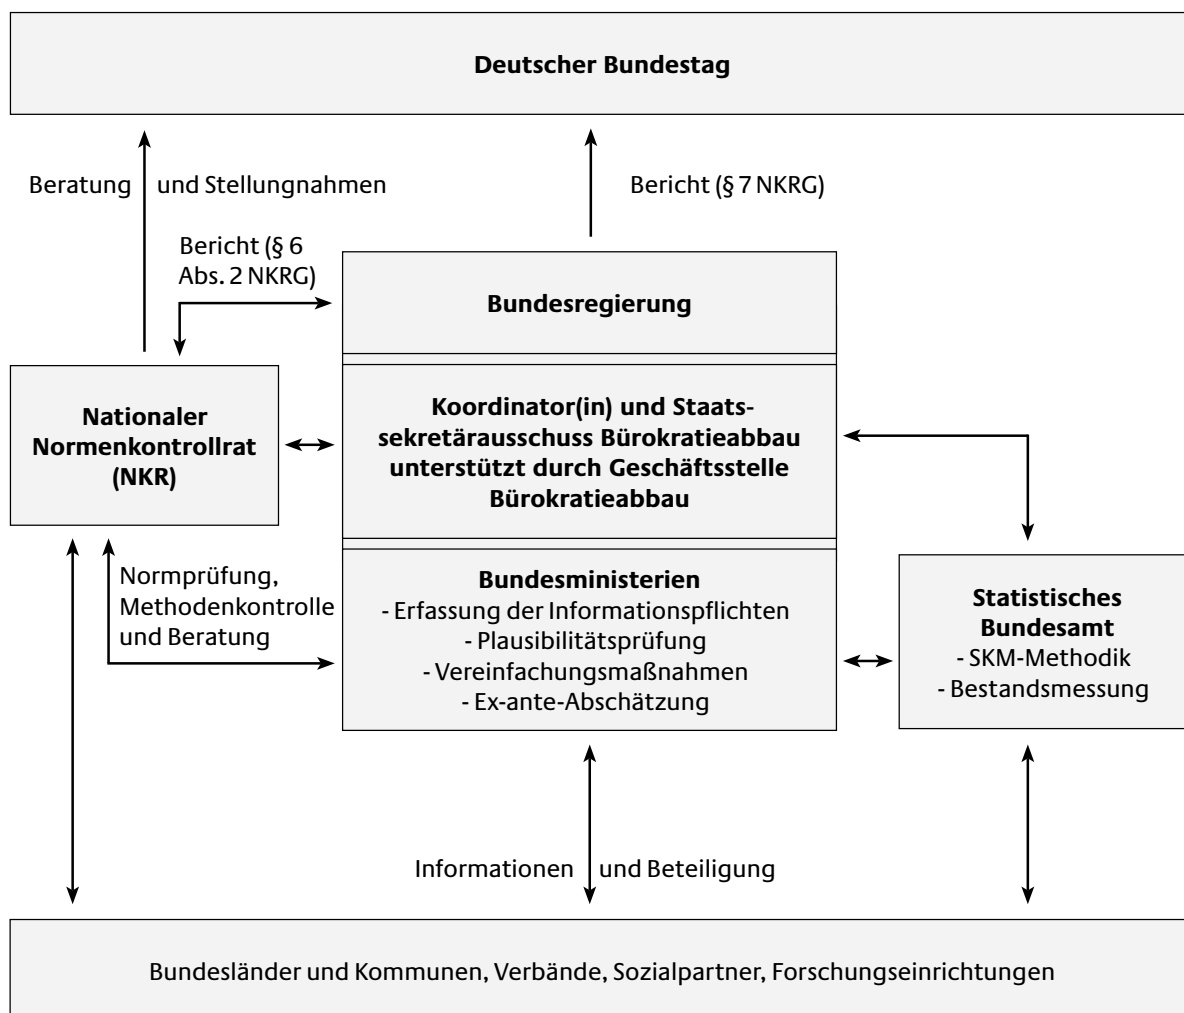 Deutscher Bundestag
Beratung und Stellungnahmen
Bericht (§ 7 NKRG)
Bericht (§ 6
Abs. 2 NKRG)
Bundesregierung
Nationaler
Normenkontrollrat
(NKR)
Koordinator(in) und Staats-
sekretärausschuss Bürokratieabbau
unterstützt durch Geschäftsstelle
Bürokratieabbau
Normprüfung,
Methodenkontrolle
und Beratung
Bundesministerien
- Erfassung der Informationspflichten
- Plausibilitätsprüfung
- Vereinfachungsmaßnahmen
- Ex-ante-Abschätzung
Statistisches
Bundesamt
- SKM-Methodik
- Bestandsmessung
Informationen und Beteiligung
Bundesländer und Kommunen, Verbände, Sozialpartner, Forschungseinrichtungen